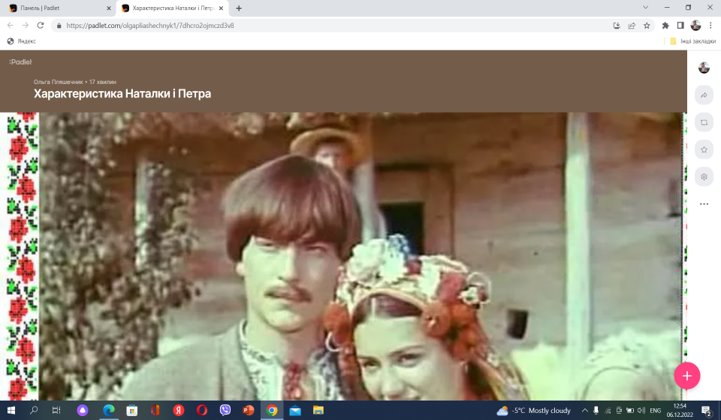 Панель | Padlet
Характеристика Наталки і Петр
https://padlet.com/olgapliashechnyk1/7dhcro2ojmczd3v8
Яндекс
Інші закладки
:Padlet
Ольга Пляшечник • 17 хвилин
Характеристика Наталки і Петра
-5°C Mostly cloudy
ENG
12:54
06.12.2022